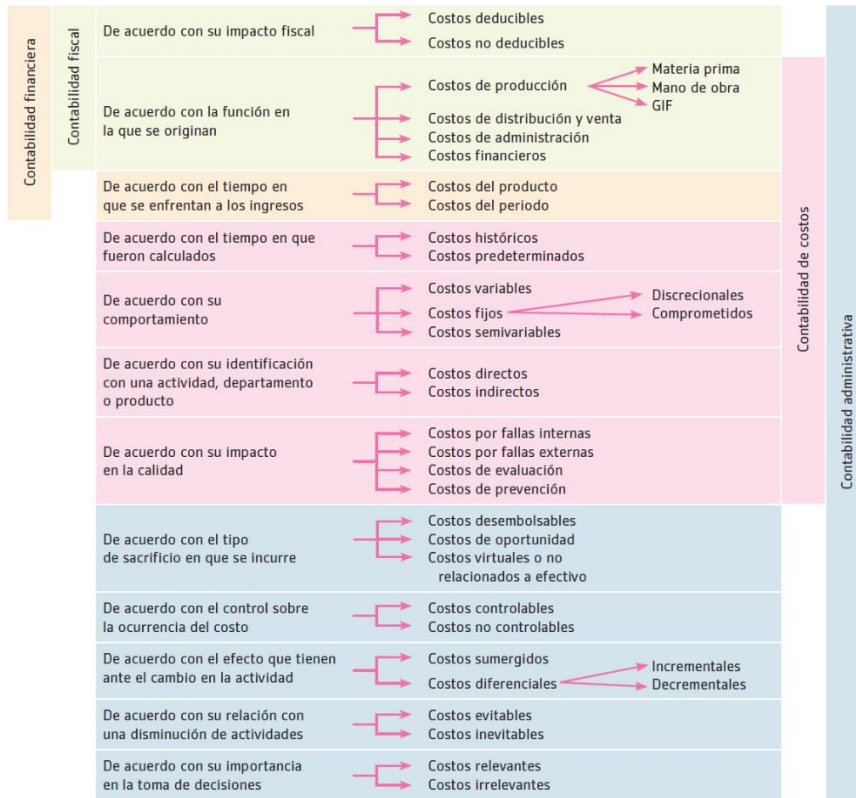 Contabilidad financiera
Contabilidad fiscal
De acuerdo con su impacto fiscal
Costos deducibles
Costos no deducibles
De acuerdo con la función en
la que se originan
Costos de producción
Materia prima
Mano de obra
GIF
Costos de distribución y venta
Costos de administración
Costos financieros
De acuerdo con el tiempo en
que se enfrentan a los ingresos
Costos del producto
Costos del periodo
De acuerdo con el tiempo en que
fueron calculados
Costos históricos
Costos predeterminados
De acuerdo con su
comportamiento
Costos variables
Costos fijos
Discrecionales
Comprometidos
Costos semivariables
De acuerdo con su identificación
con una actividad, departamento
o producto
Costos directos
Costos indirectos
De acuerdo con su impacto
en la calidad
Costos por fallas internas
Costos por fallas externas
Costos de evaluación
Costos de prevención
De acuerdo con el tipo
de sacrificio en que se incurre
Costos desembolsables
Costos de oportunidad
Costos virtuales o no
relacionados a efectivo
De acuerdo con el control sobre
la ocurrencia del costo
Costos controlables
Costos no controlables
De acuerdo con el efecto que tienen
ante el cambio en la actividad
Costos sumergidos
Costos diferenciales
Incrementales
Decrementales
De acuerdo con su relación con
una disminución de actividades
Costos evitables
Costos inevitables
De acuerdo con su importancia
en la toma de decisiones
Costos relevantes
Costos irrelevantes
Contabilidad de costos
Contabilidad administrativa